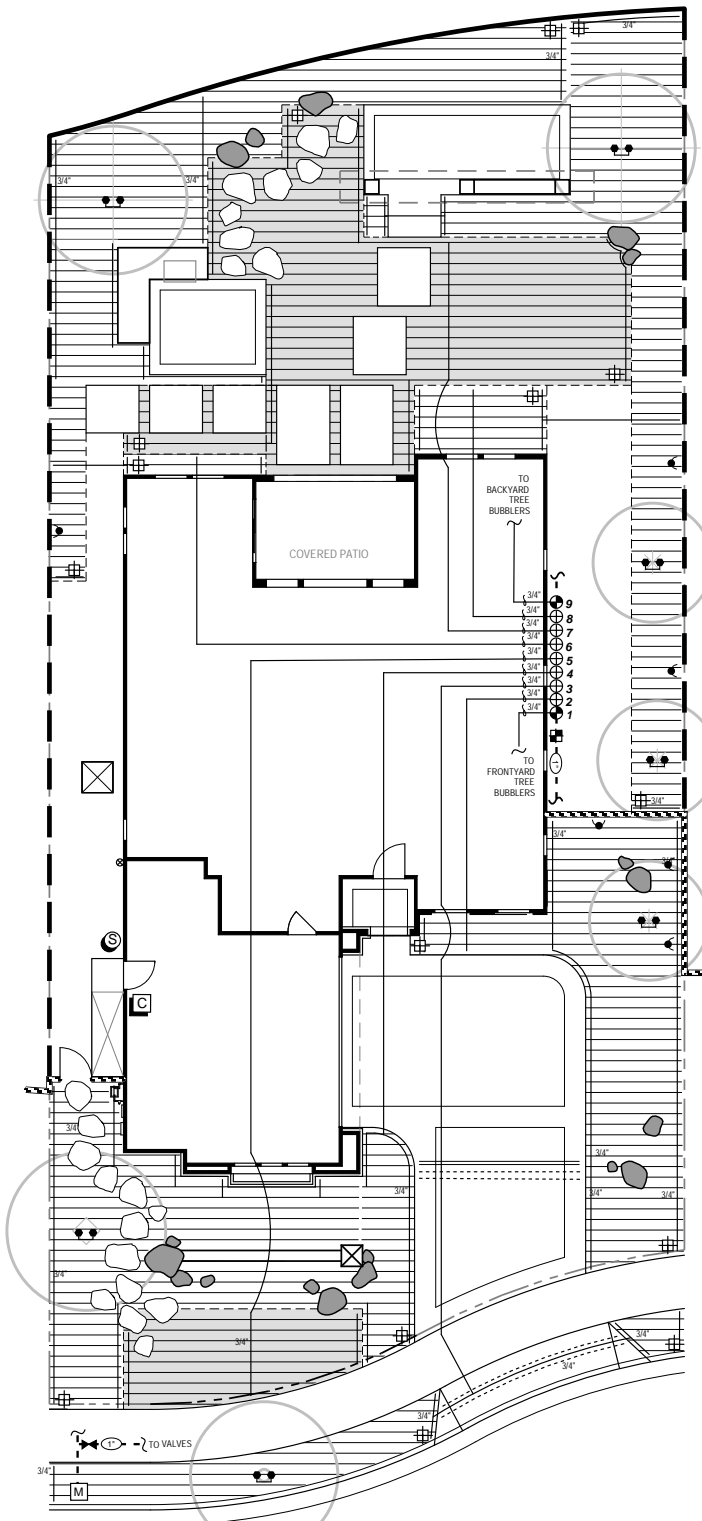 3/4"
3/4"
3/4"
3/4"
TO
BACKYARD
TREE
BUBBLERS
COVERED PATIO
3/4" 9
3/4" 8
3/4" 7
3/4" 6
3/4" 5
3/4" 4
3/4" 3
3/4" 2
3/4" 1
1"
TO
FRONTYARD
TREE
BUBBLERS
3/4"
3/4"
3/4"
S
C
3/4"
3/4"
3/4"
3/4"
3/4"
3/4"
3/4"
3/4"
3/4"
1" TO VALVES
3/4"
M